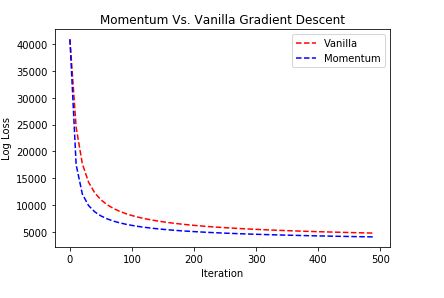 Momentum Vs. Vanilla Gradient Descent
Vanilla
Momentum
Log Loss
40000
35000
30000
25000
20000
15000
10000
5000
0 100 200 300 400 500
Iteration